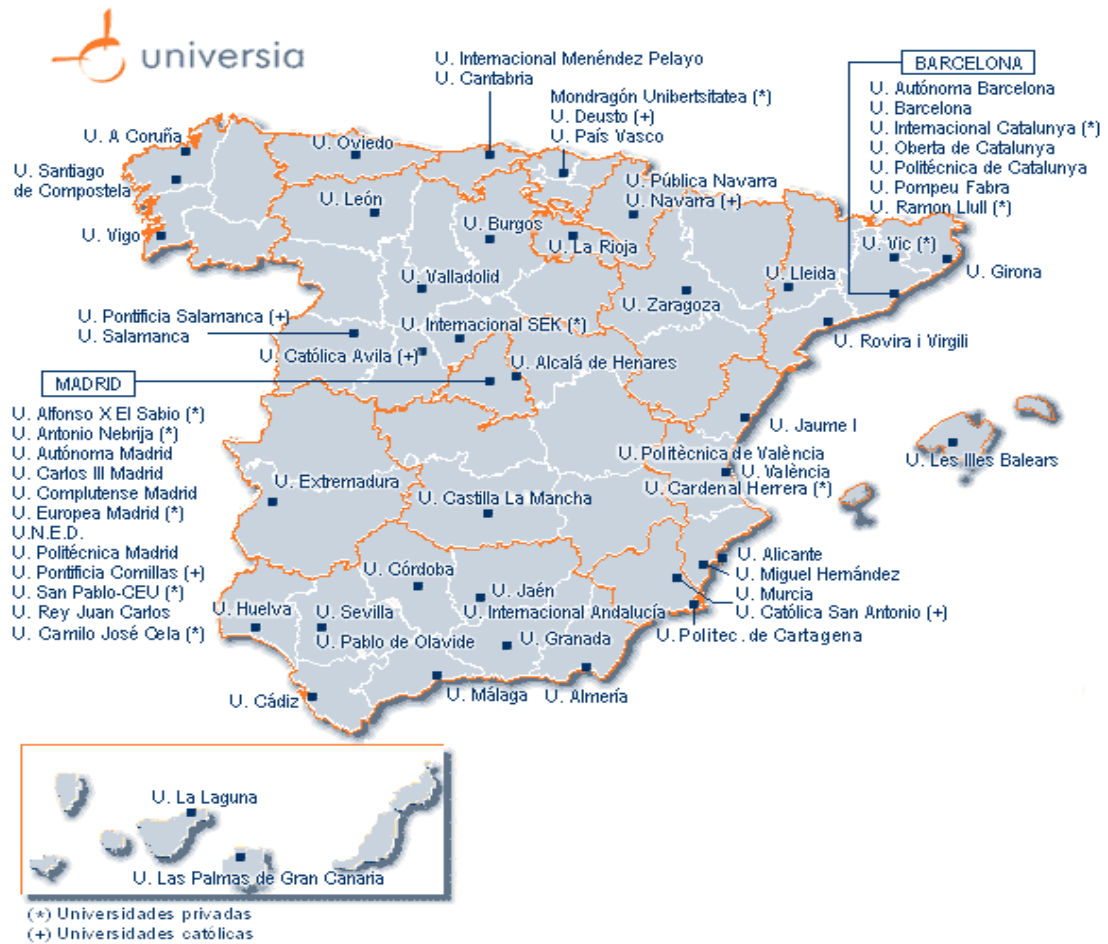 universia
U. Internacional Menéndez Pelayo
U. Cantabria
Mondragón Unibertsitatea (*)
U. Deusto (+)
U. País Vasco
BARCELONA
U. Autónoma Barcelona
U. Barcelona
U. Internacional Catalunya (*)
U. Oberta de Catalunya
U. Politécnica de Catalunya
U. Pompeu Fabra
U. Ramon Llull (*)
U. A Coruña
U. Oviedo
U. Santiago
de Compostela
U. Pública Navarra
U. Navarra (+)
U. León
U. Burgos
U. Vigo
U. La Rioja
U. Vic (*)
U. Girona
U. Valladolid
U. Lleida
U. Zaragoza
U. Pontificia Salamanca (+)
U. Salamanca
U. Internacional SEK (*)
U. Rovira i Virgili
U. Católica Avila (+)
U. Alcalá de Henares
MADRID
U. Alfonso X El Sabio (*)
U. Antonio Nebrija (*)
U. Autónoma Madrid
U. Carlos III Madrid
U. Complutense Madrid
U. Europea Madrid (*)
U.N.E.D.
U. Politécnica Madrid
U. Pontificia Comillas (+)
U. San Pablo-CEU (*)
U. Rey Juan Carlos
U. Camilo José Cela (*)
U. Jaume I
U. Politècnica de València
U. València
U. Cardenal Herrera (*)
U. Les Illes Balears
U. Extremadura
U. Castilla La Mancha
U. Alicante
U. Miguel Hernández
U. Murcia
U. Católica San Antonio (+)
U. Politec. de Cartagena
U. Córdoba
U. Jaén
U. Internacional Andalucía
U. Huelva
U. Sevilla
U. Pablo de Olavide
U. Granada
U. Cádiz
U. Málaga
U. Almería
U. La Laguna
U. Las Palmas de Gran Canaria
(*) Universidades privadas
(+) Universidades católicas